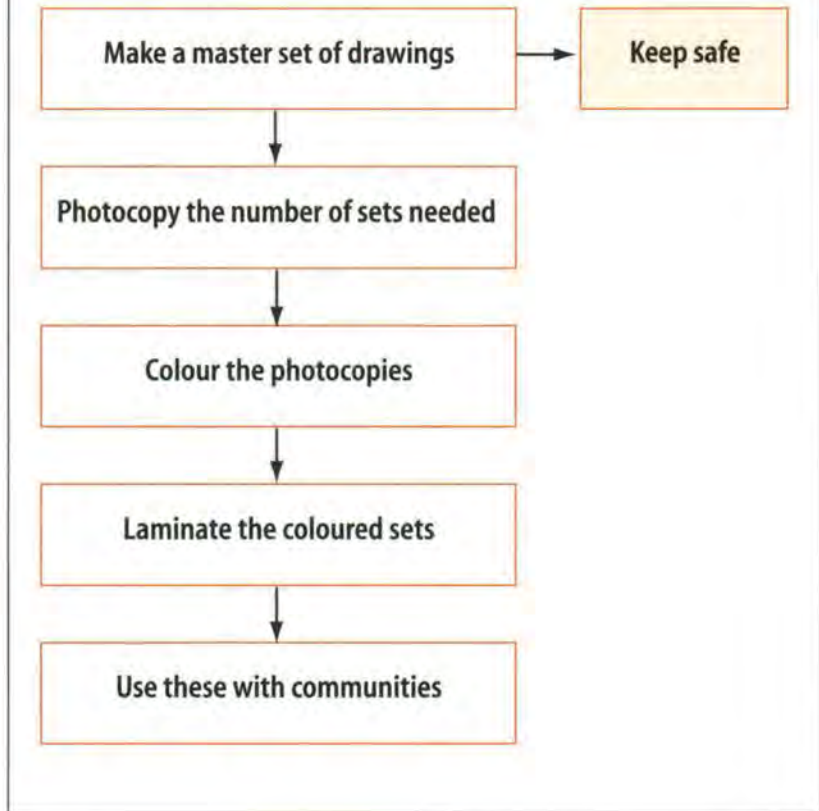 Make a master set of drawings
Keep safe
Photocopy the number of sets needed
Colour the photocopies
Laminate the coloured sets
Use these with communities